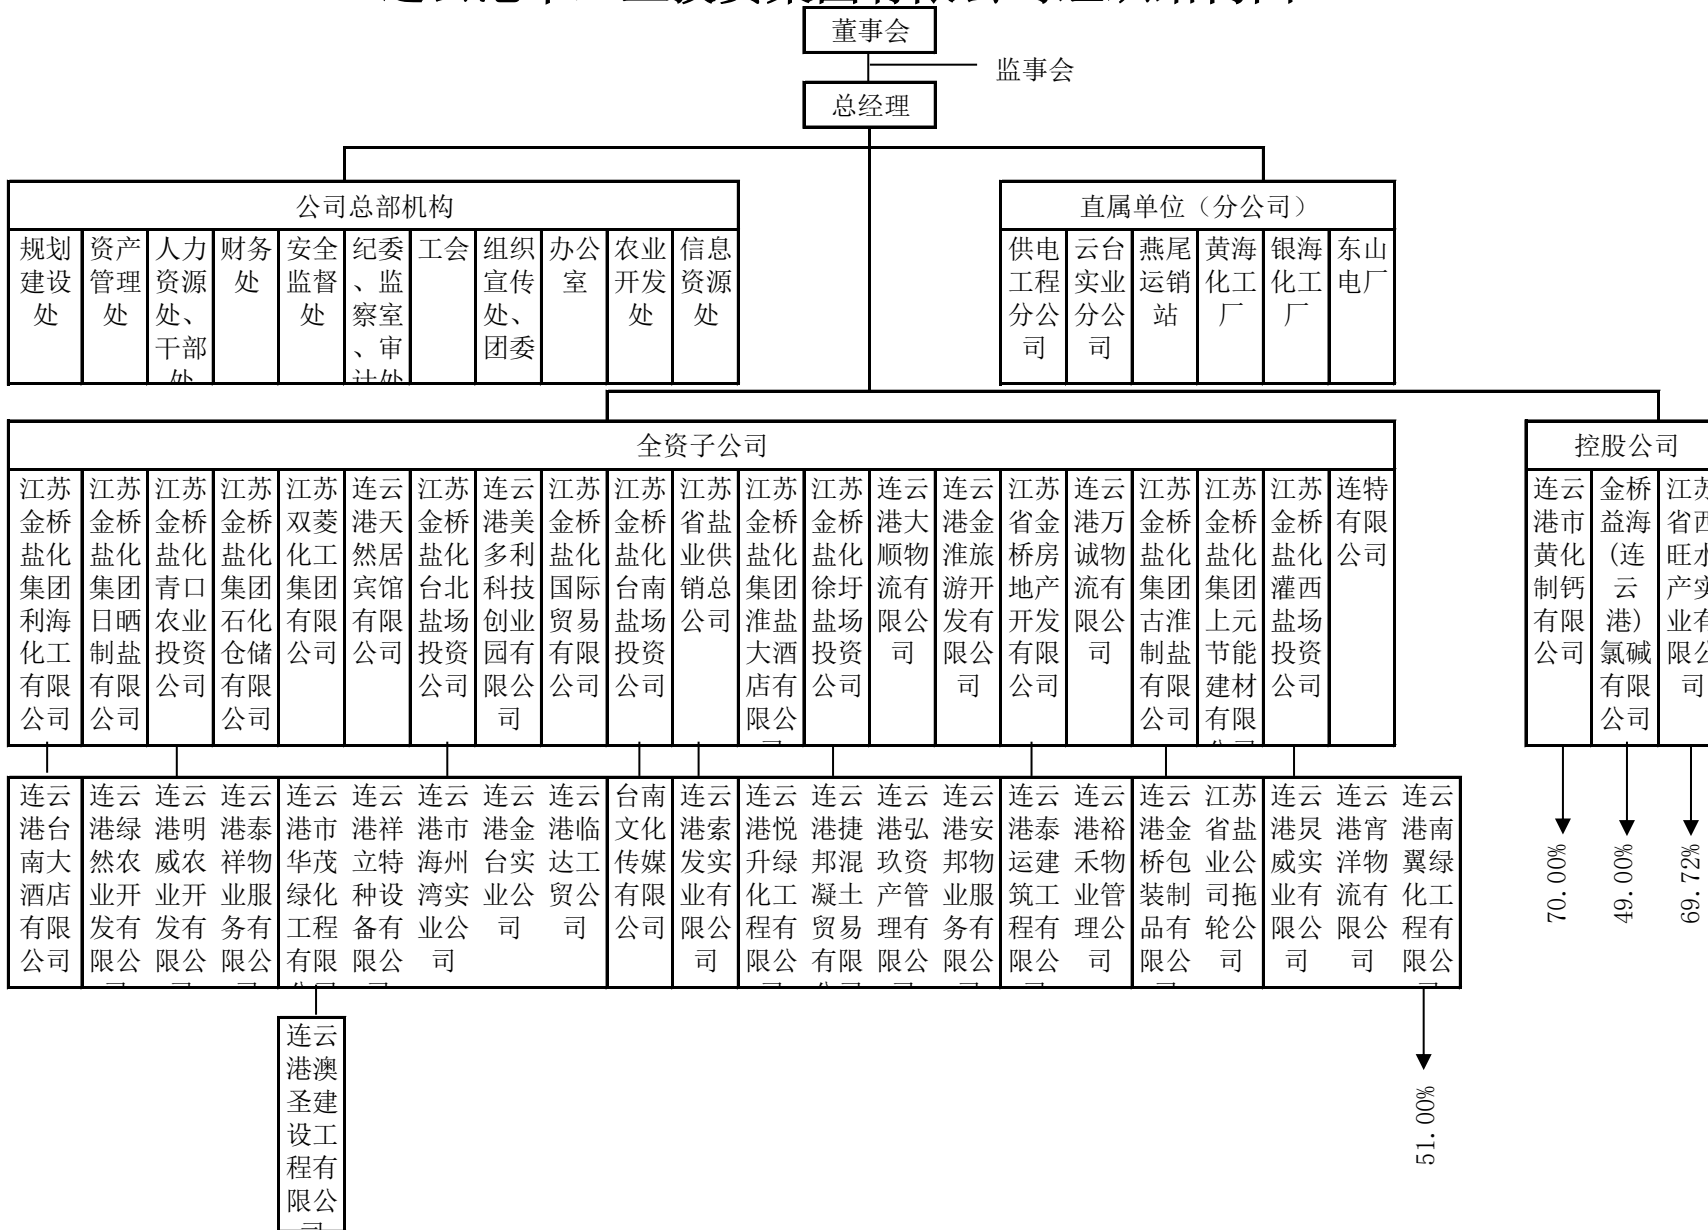 董事会
监事会
总经理
公司总部机构
规划
建设
处
资产
管理
处
人力
资源
处、
干部
处
财务
处
安全
监督
处
纪委
、监
察室
、审
计处
工会
组织
宣传
处、
团委
办公
室
农业
开发
处
信息
资源
处
直属单位（分公司）
供电
工程
分公
司
云台
实业
分公
司
燕尾
运销
站
黄海
化工
厂
银海
化工
厂
东山
电厂
全资子公司
江苏
金桥
盐化
集团
利海
化工
有限
公司
江苏
金桥
盐化
集团
日晒
制盐
有限
公司
江苏
金桥
盐化
青口
农业
投资
公司
江苏
金桥
盐化
集团
石化
仓储
有限
公司
江苏
双菱
化工
集团
有限
公司
连云
港天
然居
宾馆
有限
公司
江苏
金桥
盐化
台北
盐场
投资
公司
连云
港美
多利
科技
创业
园有
限公
司
江苏
金桥
盐化
国际
贸易
有限
公司
江苏
金桥
盐化
台南
盐场
投资
公司
江苏
省盐
业供
销总
公司
江苏
金桥
盐化
集团
淮盐
大酒
店有
限公
江苏
金桥
盐化
徐圩
盐场
投资
公司
连云
港大
顺物
流有
限公
司
连云
港金
淮旅
游开
发有
限公
司
江苏
省金
桥房
地产
开发
有限
公司
连云
港万
诚物
流有
限公
司
江苏
金桥
盐化
集团
古淮
制盐
有限
公司
江苏
金桥
盐化
集团
上元
节能
建材
有限
江苏
金桥
盐化
灌西
盐场
投资
公司
连特
有限
公司
控股公司
连云
港市
黄化
制钙
有限
公司
金桥
益海
(连
云
港)
氯碱
有限
公司
江苏
省西
旺水
产实
业有
限公
司
连云
港台
南大
酒店
有限
公司
连云
港绿
然农
业开
发有
限公
连云
港明
威农
业开
发有
限公
连云
港泰
祥物
业服
务有
限公
连云
港市
华茂
绿化
工程
有限
连云
港祥
立特
种设
备有
限公
连云
港市
海州
湾实
业公
司
连云
港金
台实
业公
司
连云
港临
达工
贸公
司
台南
文化
传媒
有限
公司
连云
港索
发实
业有
限公
司
连云
港悦
升绿
化工
程有
限公
连云
港捷
邦混
凝土
贸易
有限
连云
港弘
玖资
产管
理有
限公
连云
港安
邦物
业服
务有
限公
连云
港泰
运建
筑工
程有
限公
连云
港裕
禾物
业管
理公
司
连云
港金
桥包
装制
品有
限公
江苏
省盐
业公
司拖
轮公
司
连云
港炅
威实
业有
限公
司
连云
港宵
洋物
流有
限公
司
连云
港南
翼绿
化工
程有
限公
70.00%
49.00%
69.72%
51.00%
连云
港澳
圣建
设工
程有
限公